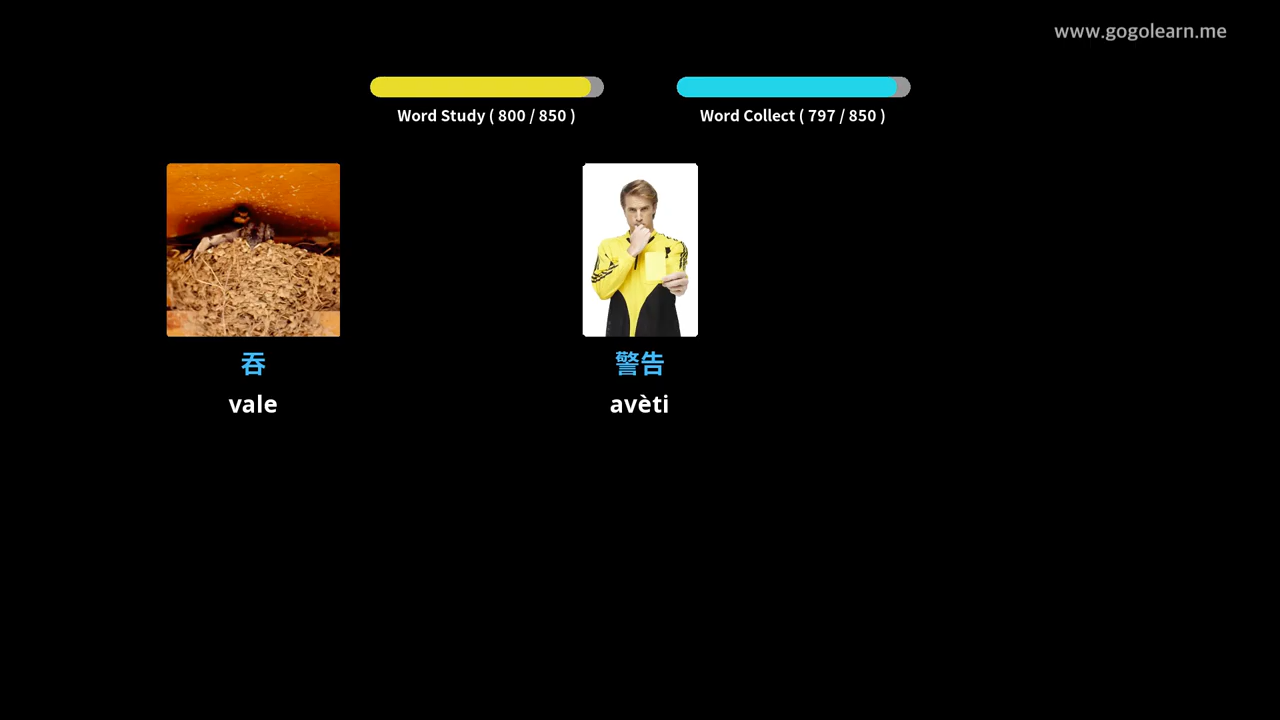 www.gogolearn.me
Word Study ( 800 / 850 )
Word Collect ( 797 / 850 )
吞
警告
vale
avèti